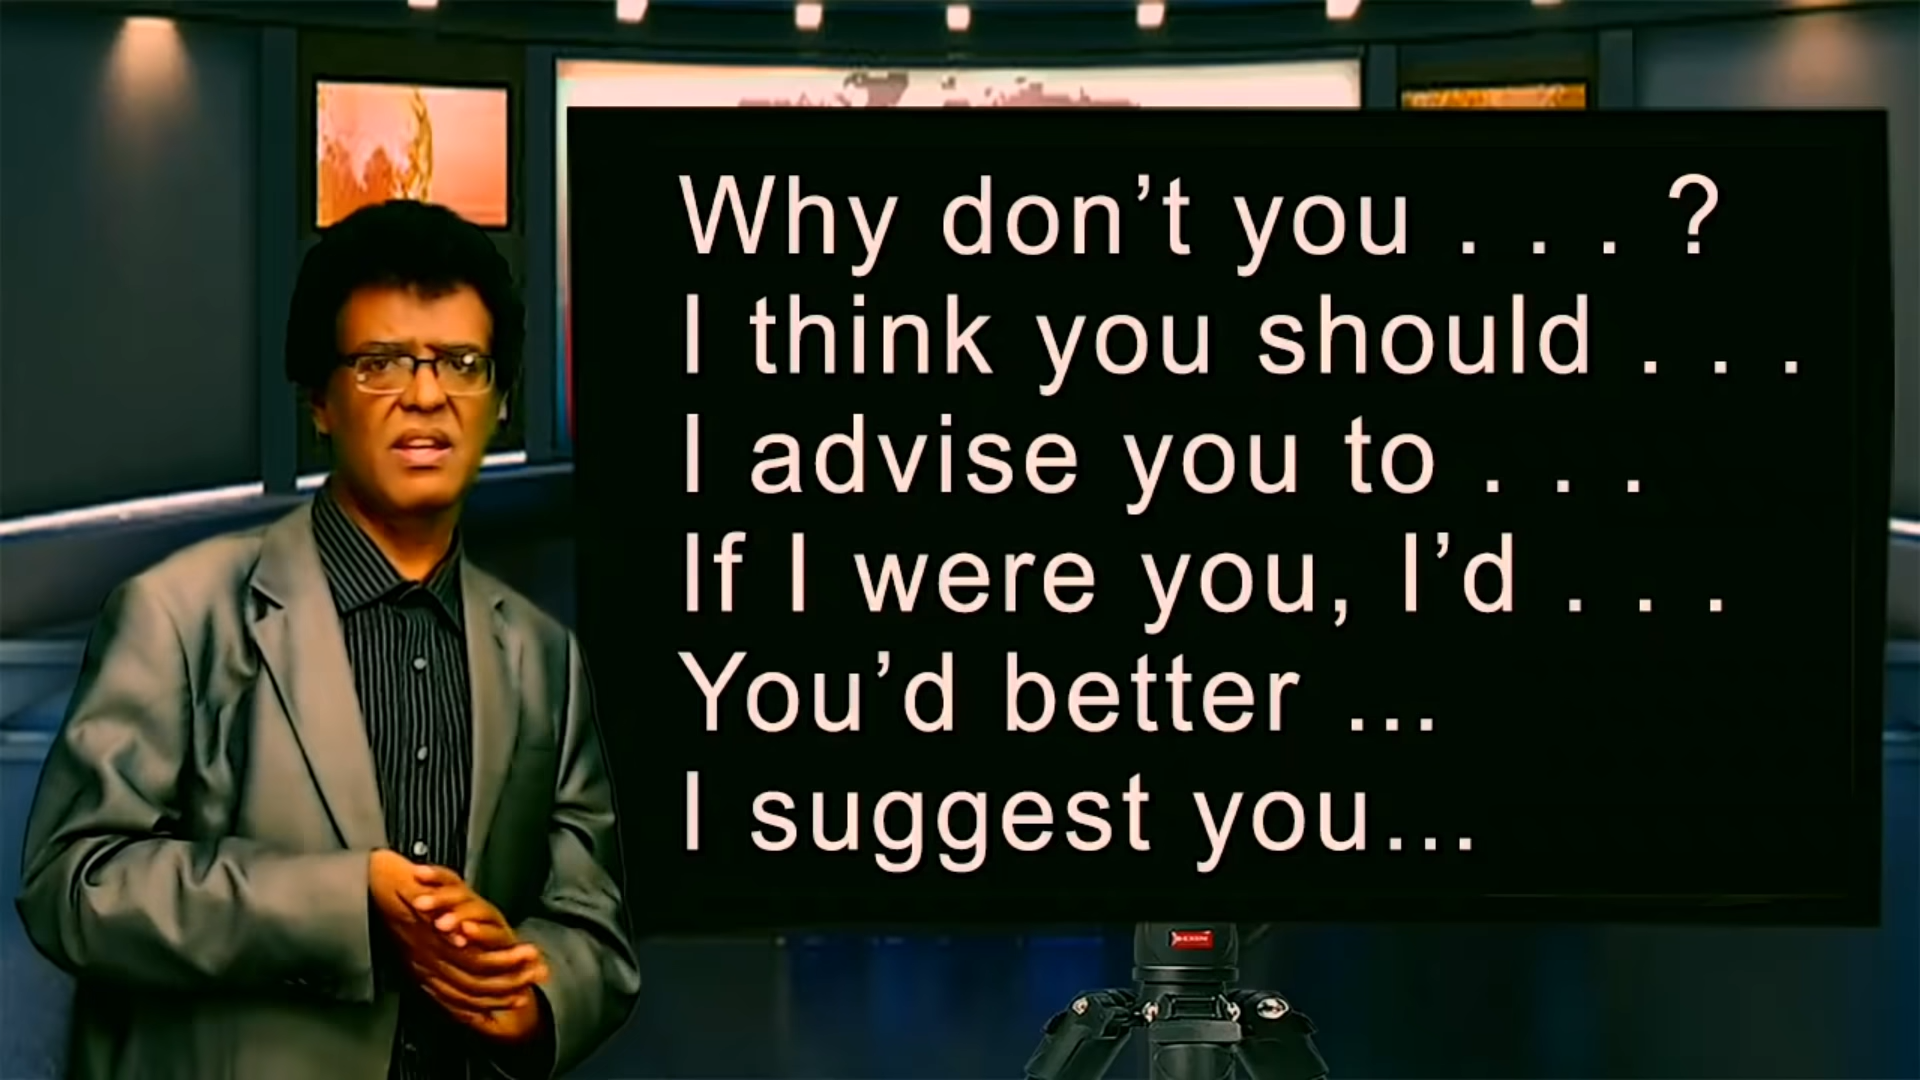 Why don’t you . . . ?
I think you should . . .
I advise you to . . .
If I were you, I’d . . .
You’d better ...
I suggest you...